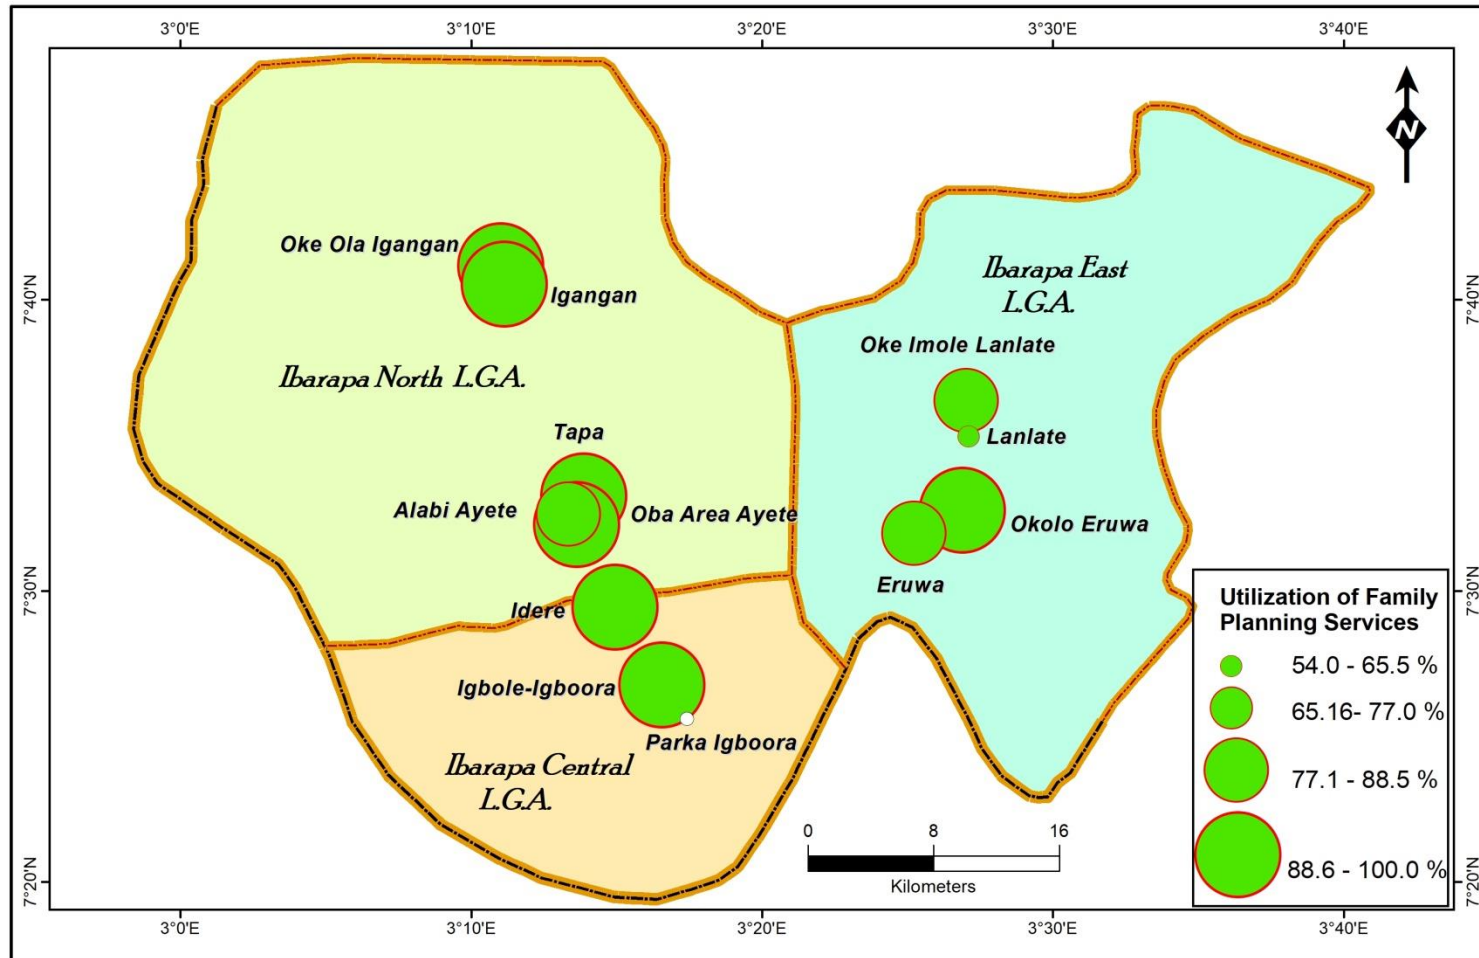 3°0'E 3°10'E 3°20'E 3°30'E 3°40'E
N
Oke Ola Igangan
Igangan
Ibarapa East
L.G.A.
7°40'N
7°40'N
Oke Imole Lanlate
Ibarapa North L.G.A.
Tapa
Lanlate
Alabi Ayete
Oba Area Ayete
Okolo Eruwa
Eruwa
7°30'N
7°30'N
Idere
Igbole-Igboora
Parka Igboora
Ibarapa Central
L.G.A.
Utilization of Family
Planning Services
54.0 - 65.5 %
65.16- 77.0 %
77.1 - 88.5 %
88.6 - 100.0 %
0 8 16
Kilometers
7°20'N
7°20'N
3°0'E 3°10'E 3°20'E 3°30'E 3°40'E